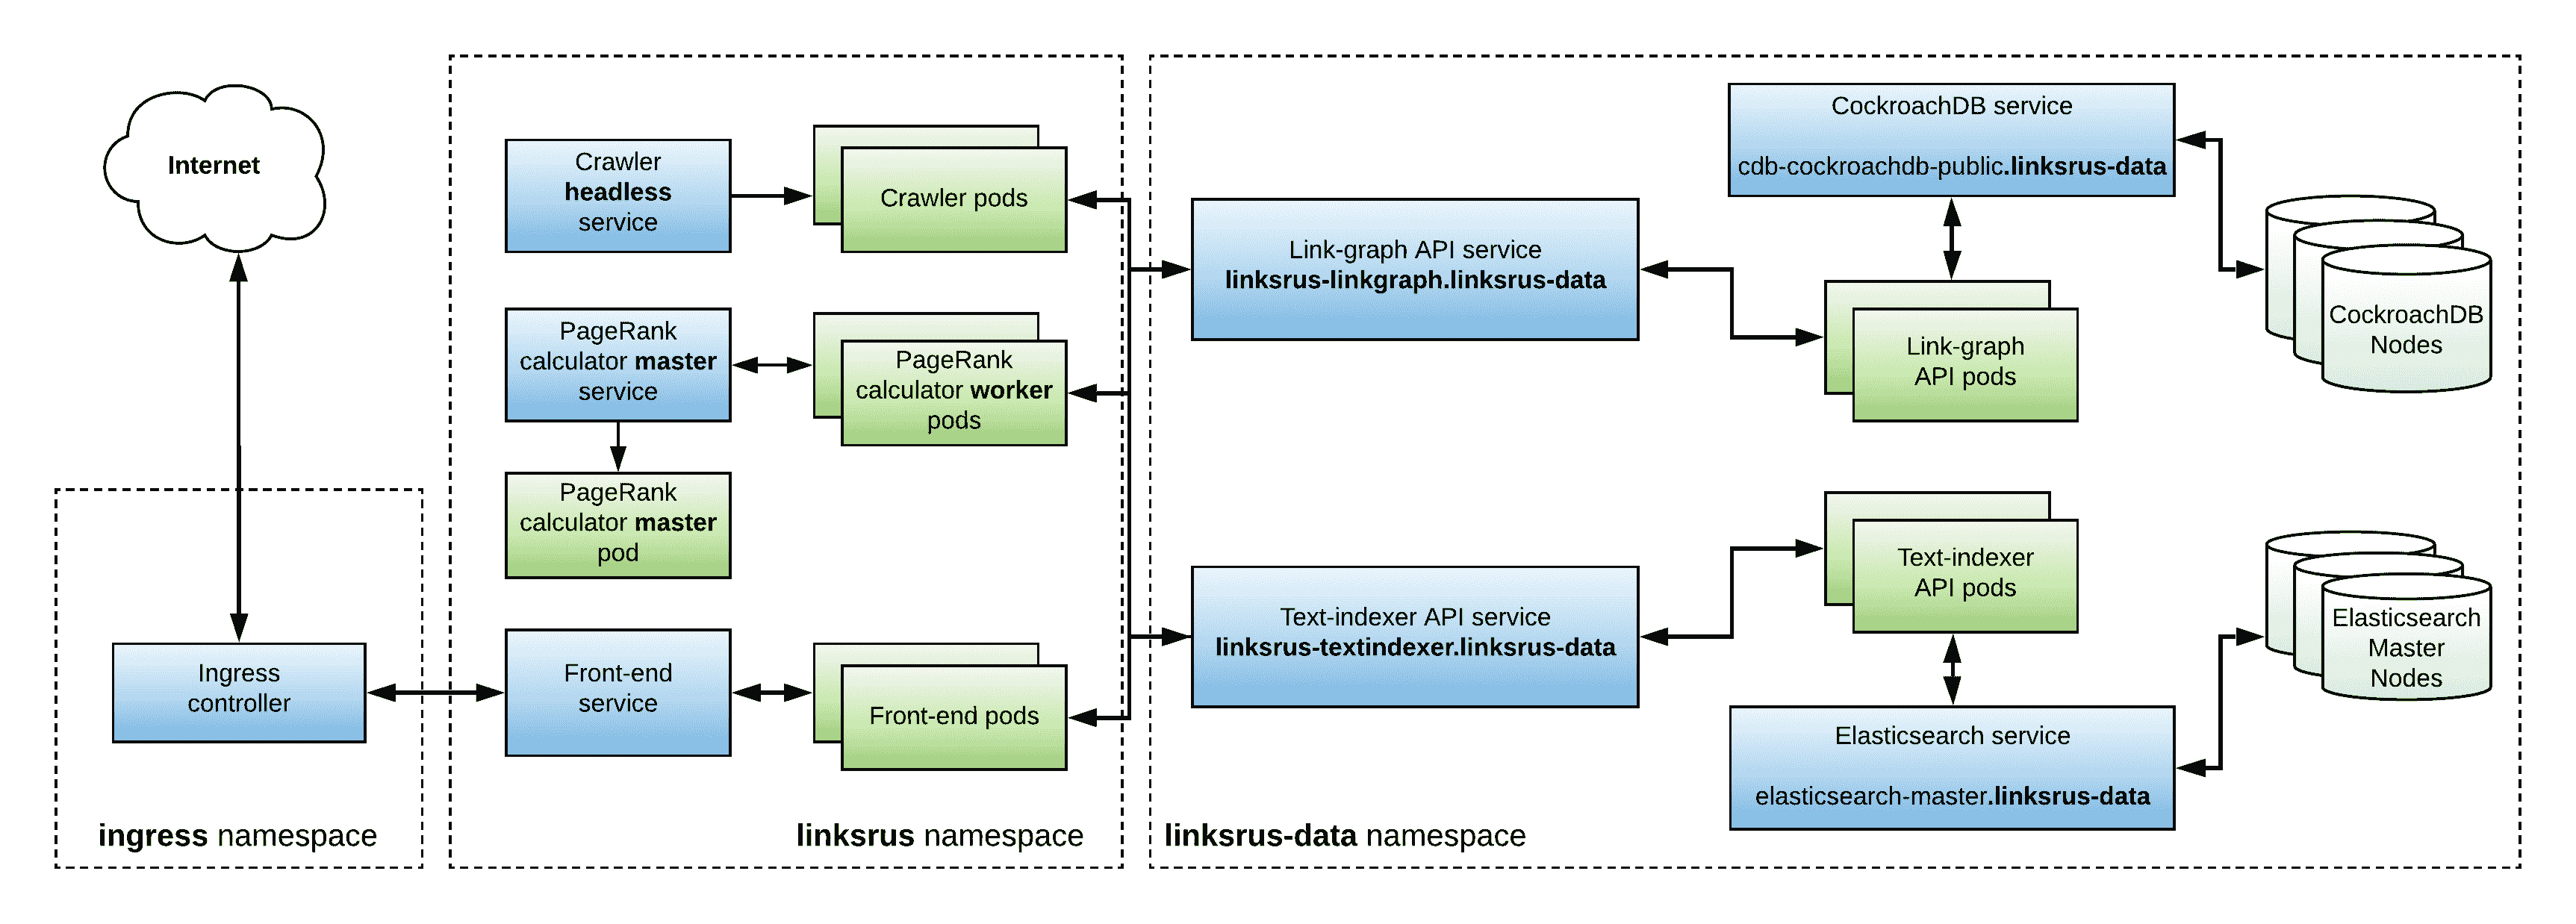 Internet
Ingress
controller
ingress namespace
Crawler
headless
service
Crawler pods
PageRank
calculator master
service
PageRank
calculator worker
pods
PageRank
calculator master
pod
Front-end
service
Front-end pods
linksrus namespace
Link-graph API service
linksrus-linkgraph.linksrus-data
CockroachDB service
cdb-cockroachdb-public.linksrus-data
Link-graph
API pods
CockroachDB
Nodes
Text-indexer API service
linksrus-textindexer.linksrus-data
Text-indexer
API pods
Elasticsearch
Master
Nodes
Elasticsearch service
elasticsearch-master.linksrus-data
linksrus-data namespace